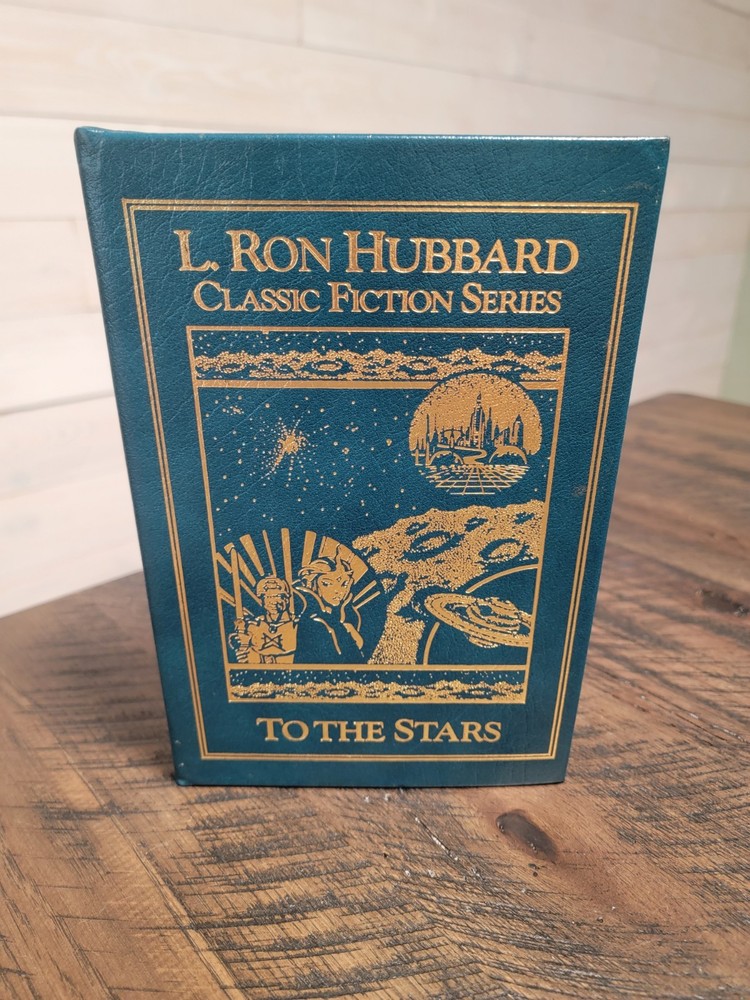 L. RON HUBBARD
CLASSIC FICTION SERIES
TO THE STARS